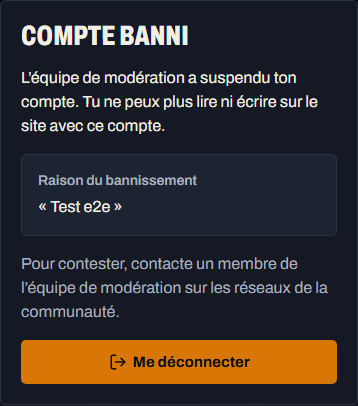 COMPTE BANNI
L'équipe de modération a suspendu ton
compte. Tu ne peux plus lire ni écrire sur le
site avec ce compte.
Raison du bannissement
« Test e2e »
Pour contester, contacte un membre de
l'équipe de modération sur les réseaux de la
communauté.
Me déconnecter